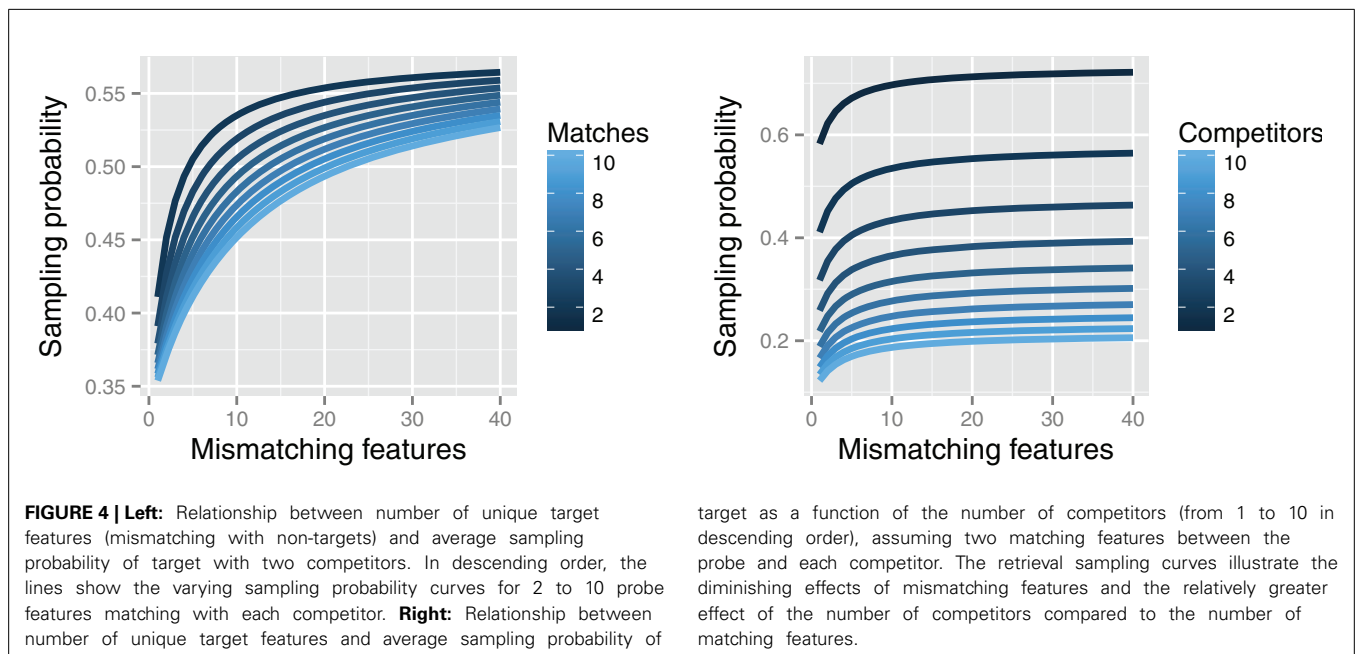 Sampling probability
0.55
0.50
0.45
0.40
0.35
0
10
20
30
40
Mismatching features
Matches
10
8
6
4
2
Sampling probability
0.6
0.4
0.2
0
10
20
30
40
Mismatching features
Competitors
10
8
6
4
2
FIGURE 4 | Left: Relationship between number of unique target
features (mismatching with non-targets) and average sampling
probability of target with two competitors. In descending order, the
lines show the varying sampling probability curves for 2 to 10 probe
features matching with each competitor. Right: Relationship between
number of unique target features and average sampling probability of
target as a function of the number of competitors (from 1 to 10 in
descending order), assuming two matching features between the
probe and each competitor. The retrieval sampling curves illustrate the
diminishing effects of mismatching features and the relatively greater
effect of the number of competitors compared to the number of
matching features.